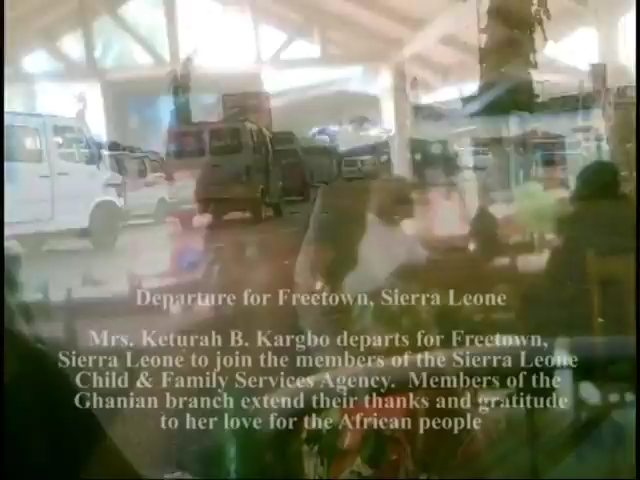 Departure for Freetown, Sierra Leone
Mrs. Keturah B. Kargbo departs for Freetown,
Sierra Leone to join the members of the Sierra Leone
Child & Family Services Agency. Members of the
Ghanian branch extend their thanks and gratitude
to her love for the African people